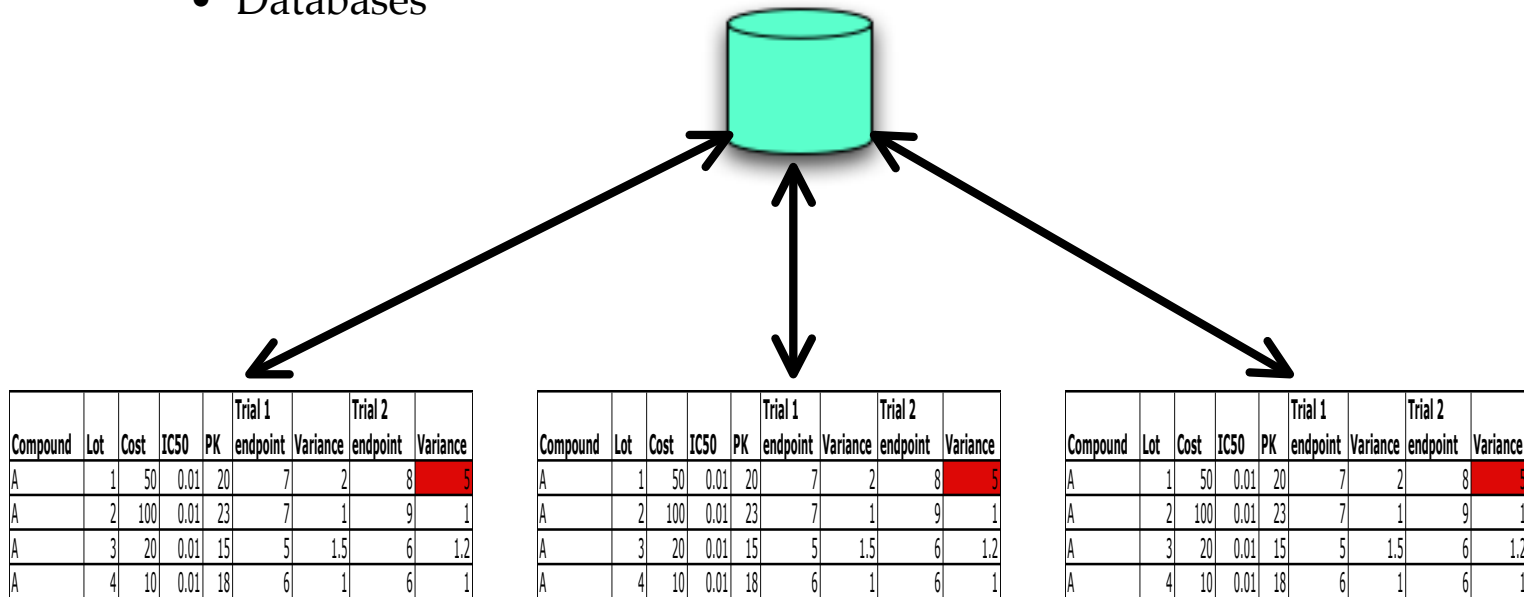 • Databases
Trial 1 Trial 2
Compound Lot Cost IC50 PK endpoint Variance endpoint Variance
A 1 50 0.01 20 7 2 8 5
A 2 100 0.01 23 7 1 9 1
A 3 20 0.01 15 5 1.5 6 1.2
A 4 10 0.01 18 6 1 6 1
Trial 1 Trial 2
Compound Lot Cost IC50 PK endpoint Variance endpoint Variance
A 1 50 0.01 20 7 2 8 5
A 2 100 0.01 23 7 1 9 1
A 3 20 0.01 15 5 1.5 6 1.2
A 4 10 0.01 18 6 1 6 1
Trial 1 Trial 2
Compound Lot Cost IC50 PK endpoint Variance endpoint Variance
A 1 50 0.01 20 7 2 8 5
A 2 100 0.01 23 7 1 9 1
A 3 20 0.01 15 5 1.5 6 1.2
A 4 10 0.01 18 6 1 6 1